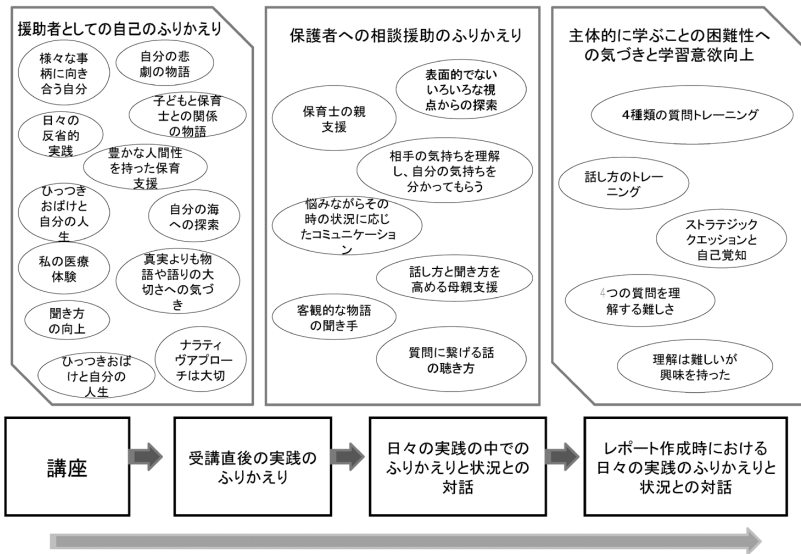 援助者としての自己のふりかえり
様々な事
柄に向き
合う自分
自分の悲
劇の物語
子どもと保育
士との関係
の物語
日々の
反省的
実践
豊かな人間性
を持った保育
支援
ひっつき
おばけと
自分の人
生
自分の海
への探索
私の医療
体験
真実よりも物
語や語りの大
切さへの気づ
き
聞き方
の向上
ひっつきおば
けと自分の
人生
ナラティ
ヴアプロー
チは大切
保護者への相談援助のふりかえり
表面的でない
いろいろな視
点からの探索
保育士の親
支援
相手の気持ちを理解
し、自分の気持ちを
分かってもらう
悩みながらその
時の状況に応じ
たコミュニケーショ
ン
話し方と聞き方を
高める母親支援
客観的な物語
の聞き手
質問に繋げる話
の聴き方
主体的に学ぶことの困難性へ
の気づきと学習意欲向上
4種類の質問トレーニング
話し方のトレー
ニング
ストラテジック
クエッションと
自己覚知
4つの質問を理
解する難しさ
理解は難しいが
興味を持った
講座
受講直後の実践の
ふりかえり
日々の実践の中での
ふりかえりと状況との
対話
レポート作成時における
日々の実践のふりかえりと
状況との対話